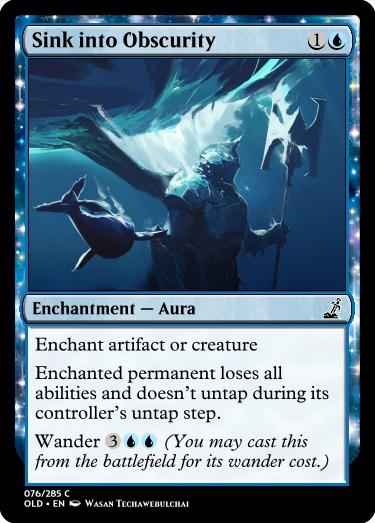 Sink into Obscurity 1
Enchantment — Aura
Enchant artifact or creature
Enchanted permanent loses all
abilities and doesn't untap during its
controller's untap step.
Wander 3 (You may cast this
from the battlefield for its wander cost.)
076/285 C
OLD • EN Wasan Techawebulchai